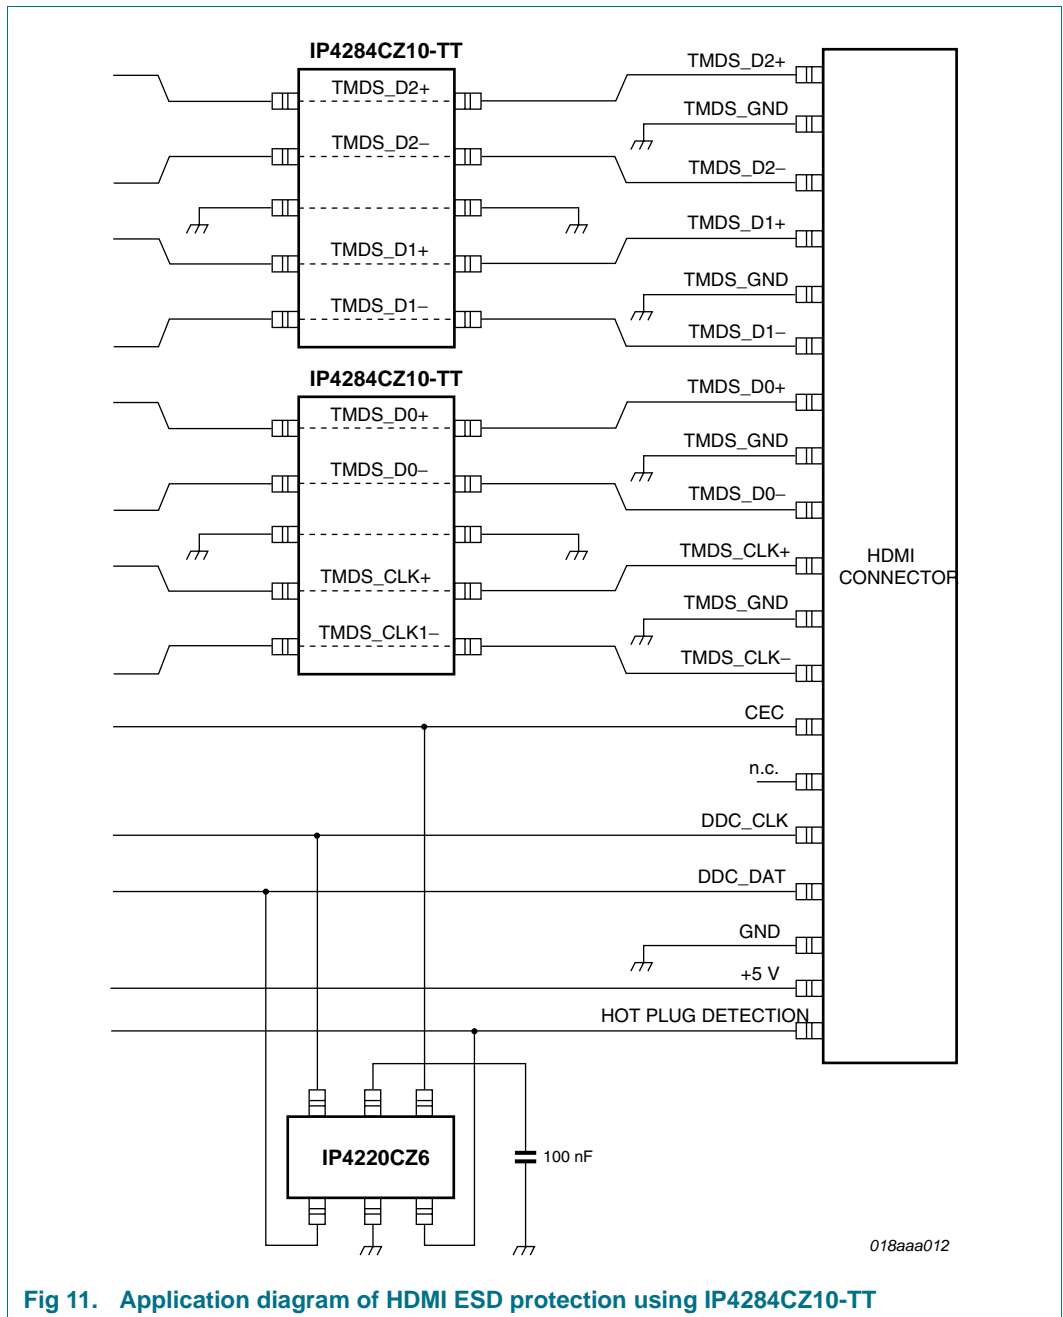 IP4284CZ10-TT
TMDS_D2+
TMDS_D2+
TMDS_GND
TMDS_D2−
TMDS_D2−
TMDS_D1+
TMDS_D1+
TMDS_GND
TMDS_D1−
TMDS_D1−
IP4284CZ10-TT
TMDS_D0+
TMDS_D0+
TMDS_GND
TMDS_D0−
TMDS_D0−
TMDS_CLK+
HDMI
CONNECTOR
TMDS_CLK+
TMDS_GND
TMDS_CLK1−
TMDS_CLK−
CEC
n.c.
DDC_CLK
DDC_DAT
GND
+5 V
HOT PLUG DETECTION
IP4220CZ6
100 nF
018aaa012
Fig 11. Application diagram of HDMI ESD protection using IP4284CZ10-TT